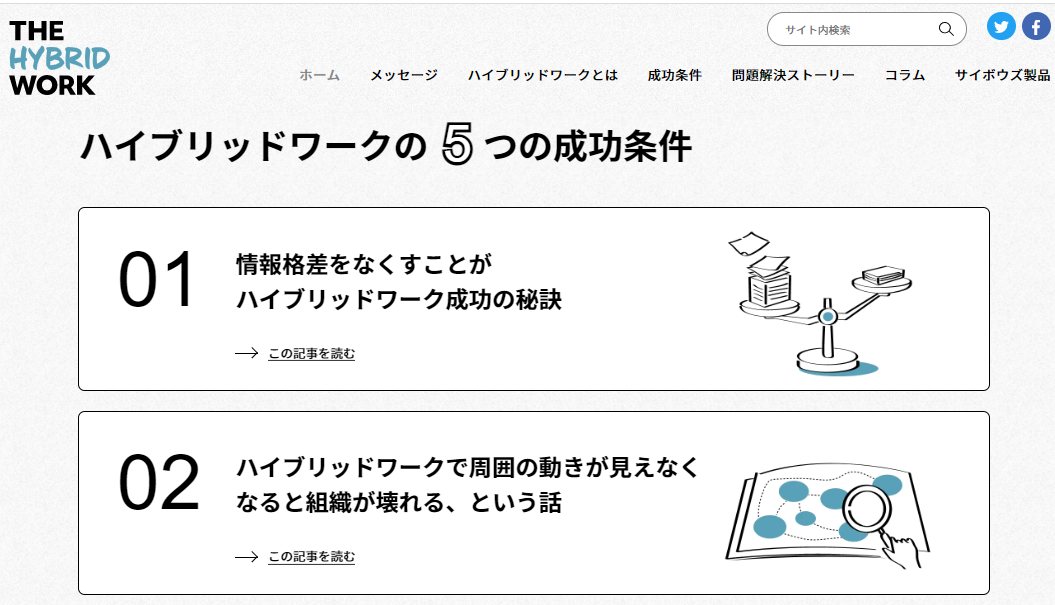 THE
HYBRID
WORK
サイト内検索
ホーム メッセージ ハイブリッドワークとは 成功条件 問題解決ストーリー コラム サイボウズ製品
ハイブリッドワークの 5 つの成功条件
01
情報格差をなくすことが
ハイブリッドワーク成功の秘訣
この記事を読む
02
ハイブリッドワークで周囲の動きが見えなく
なると組織が壊れる、という話
この記事を読む